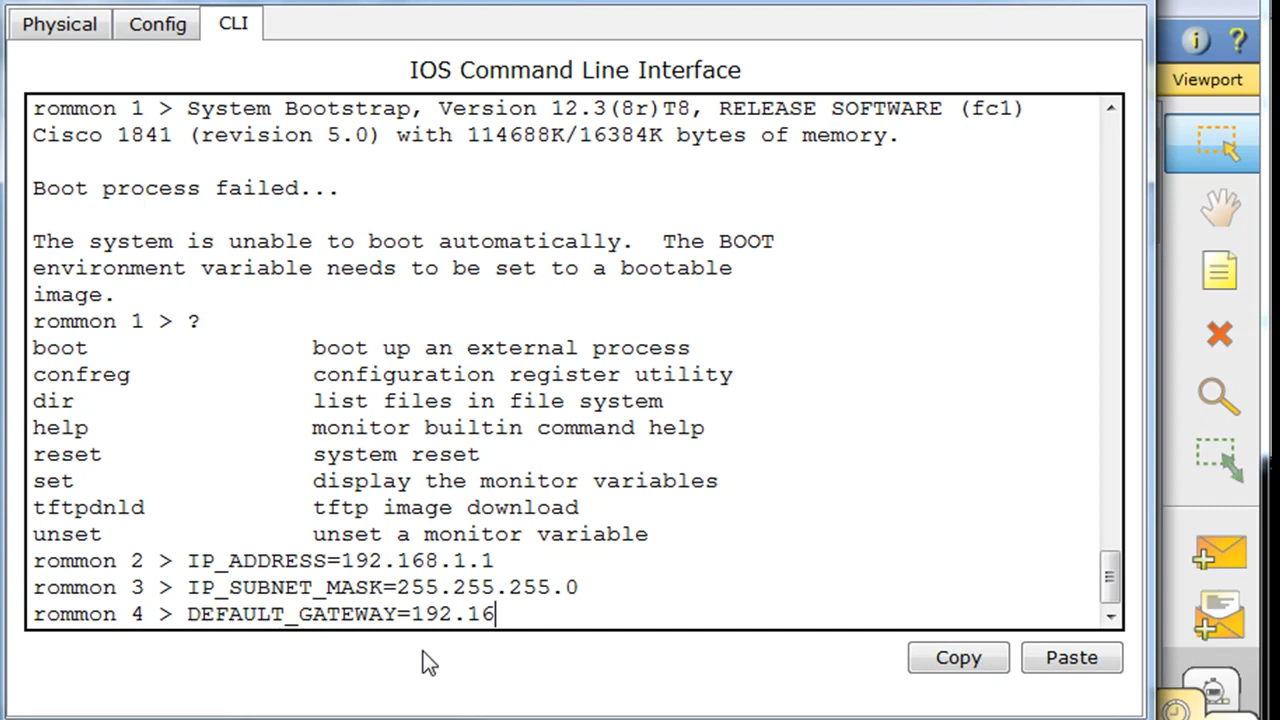 Physical Config CLI
IOS Command Line Interface
rommon 1 > System Bootstrap, Version 12.3(8r)T8, RELEASE SOFTWARE (fc1)
Cisco 1841 (revision 5.0) with 114688K/16384K bytes of memory.
Boot process failed...
The system is unable to boot automatically.  The BOOT
environment variable needs to be set to a bootable
image.
rommon 1 > ?
boot                boot up an external process
confreg             configuration register utility
dir                 list files in file system
help                monitor builtin command help
reset               system reset
set                 display the monitor variables
tftpdnld            tftp image download
unset               unset a monitor variable
rommon 2 > IP_ADDRESS=192.168.1.1
rommon 3 > IP_SUBNET_MASK=255.255.255.0
rommon 4 > DEFAULT_GATEWAY=192.16
Copy Paste
i ?
Viewport